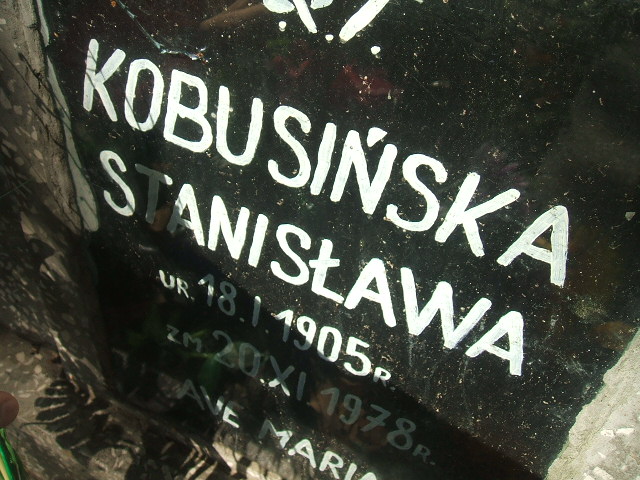 KOBUSIŃSKA
STANISŁAWA
UR. 18.I 1905R.
ZM 20.XI 1978R.
AVE MARIA